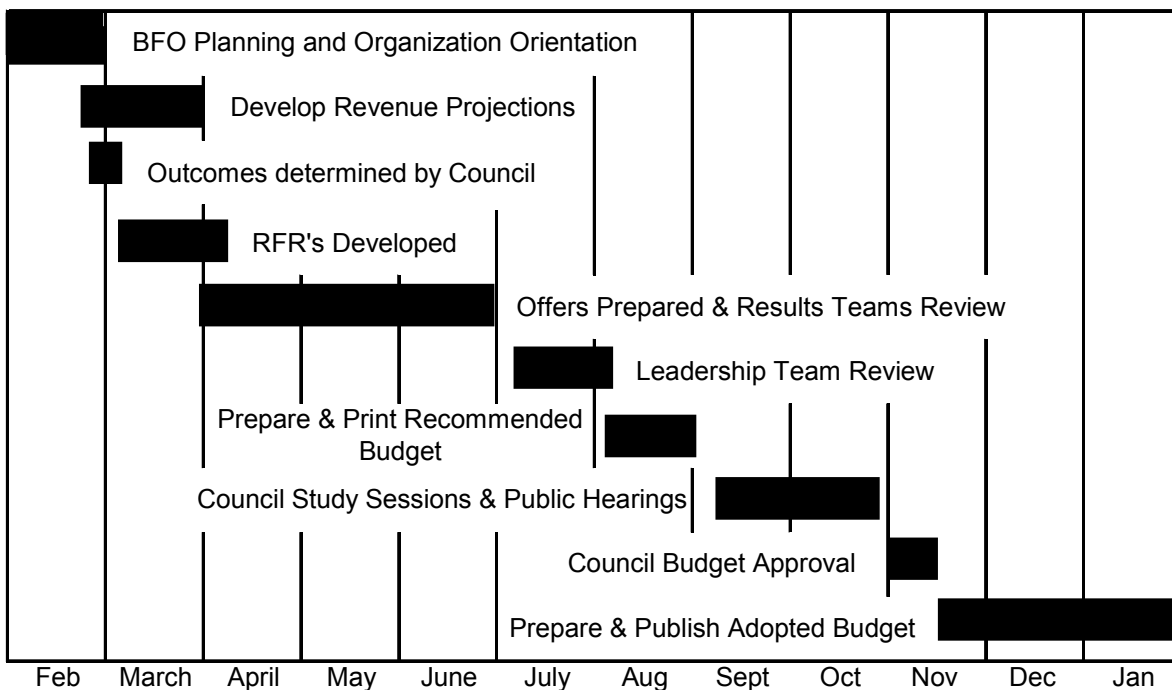 BFO Planning and Organization Orientation
Develop Revenue Projections
Outcomes determined by Council
RFR's Developed
Offers Prepared & Results Teams Review
Leadership Team Review
Prepare & Print Recommended
Budget
Council Study Sessions & Public Hearings
Council Budget Approval
Prepare & Publish Adopted Budget
Feb March April May June July Aug Sept Oct Nov Dec Jan